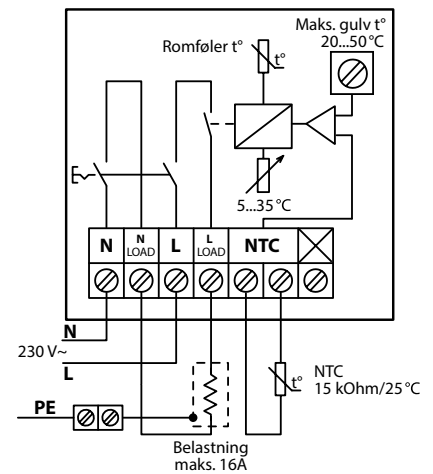 Maks. gulv t°
20...50 °C
Romføler t°
t°
5...35 °C
N
N
LOAD
L
L
LOAD
NTC
N
230 V~
L
t°
NTC
15 kOhm/25 °C
PE
Belastning
maks. 16A